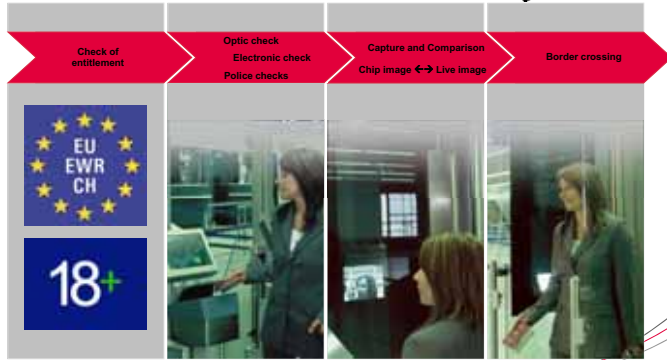 Check of
entitlement
Optic check
Electronic check
Police checks
Capture and Comparison
Chip image ↔ Live image
Border crossing
EU
EWR
CH
18+